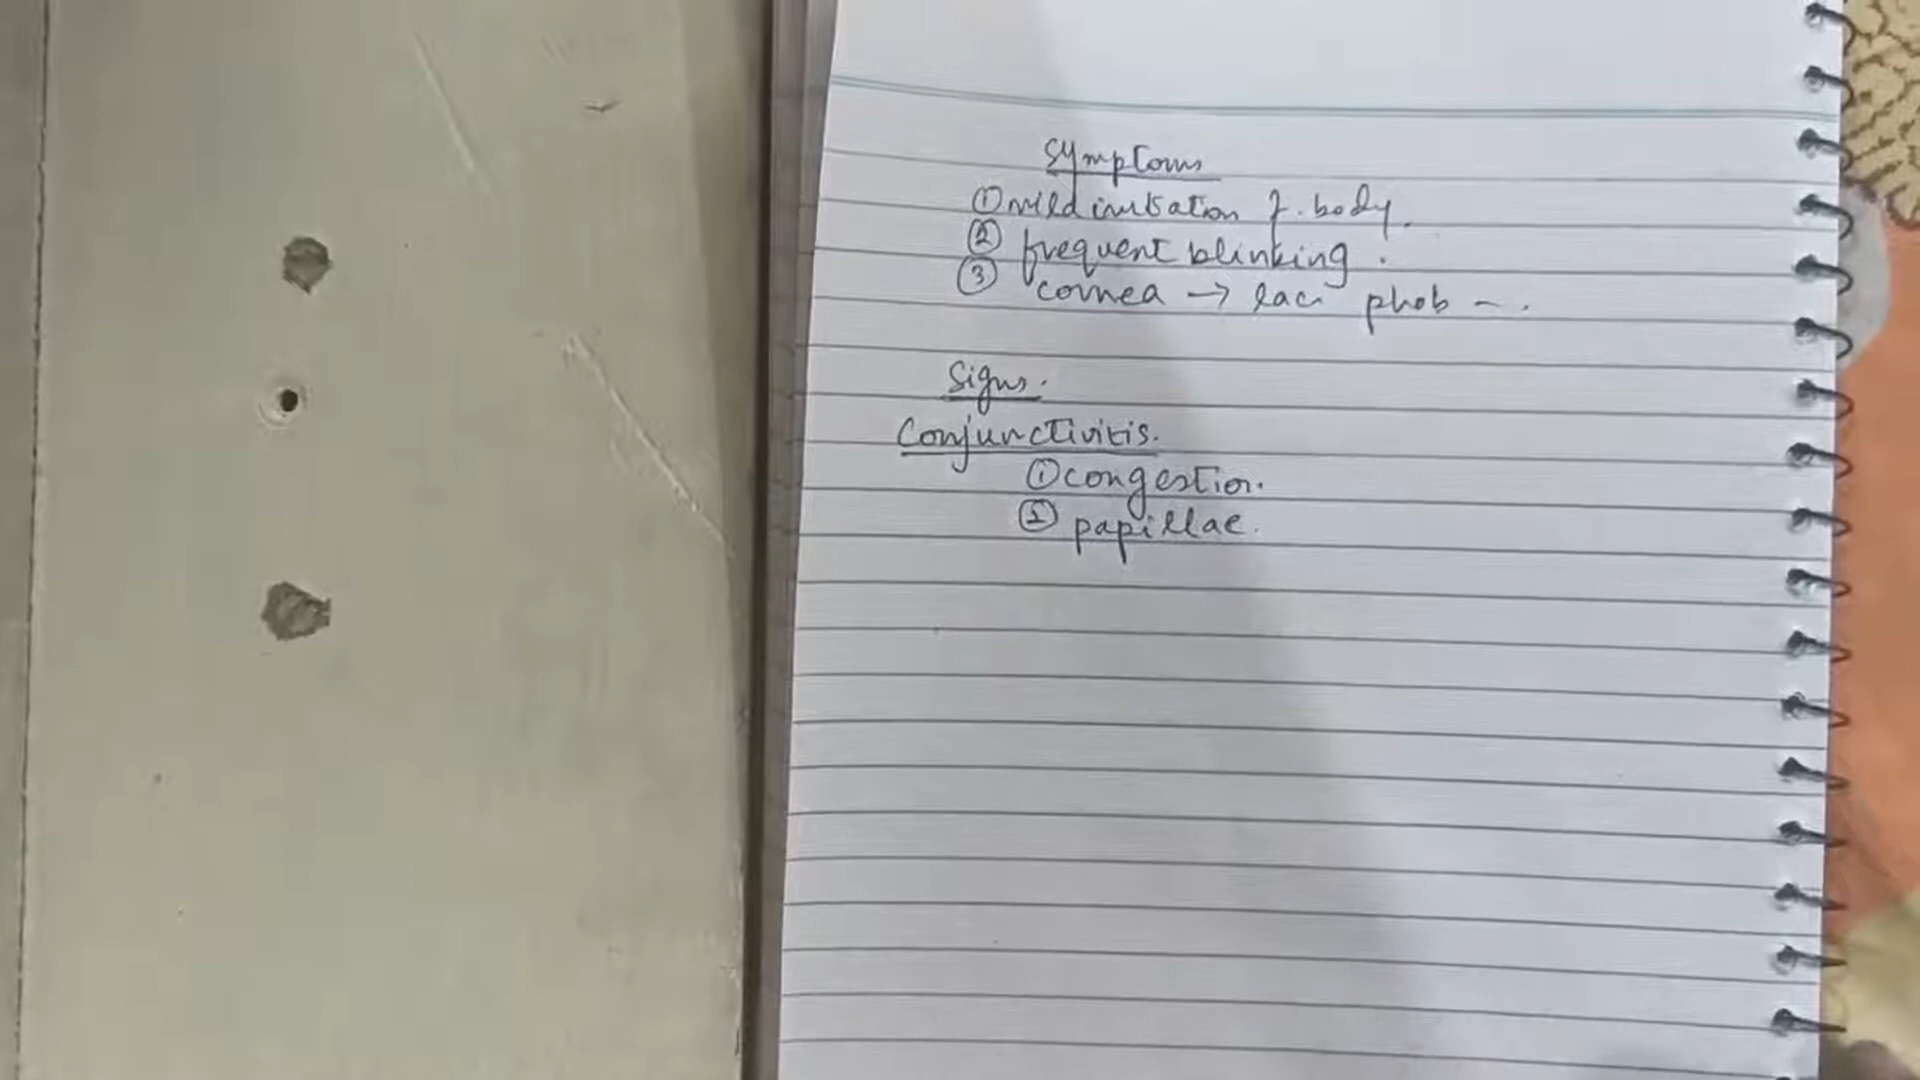 Symptoms
① mild irritation f. body.
② frequent blinking.
③ cornea → lac phob - .
Signs.
Conjunctivitis.
① congestion.
② papillae.